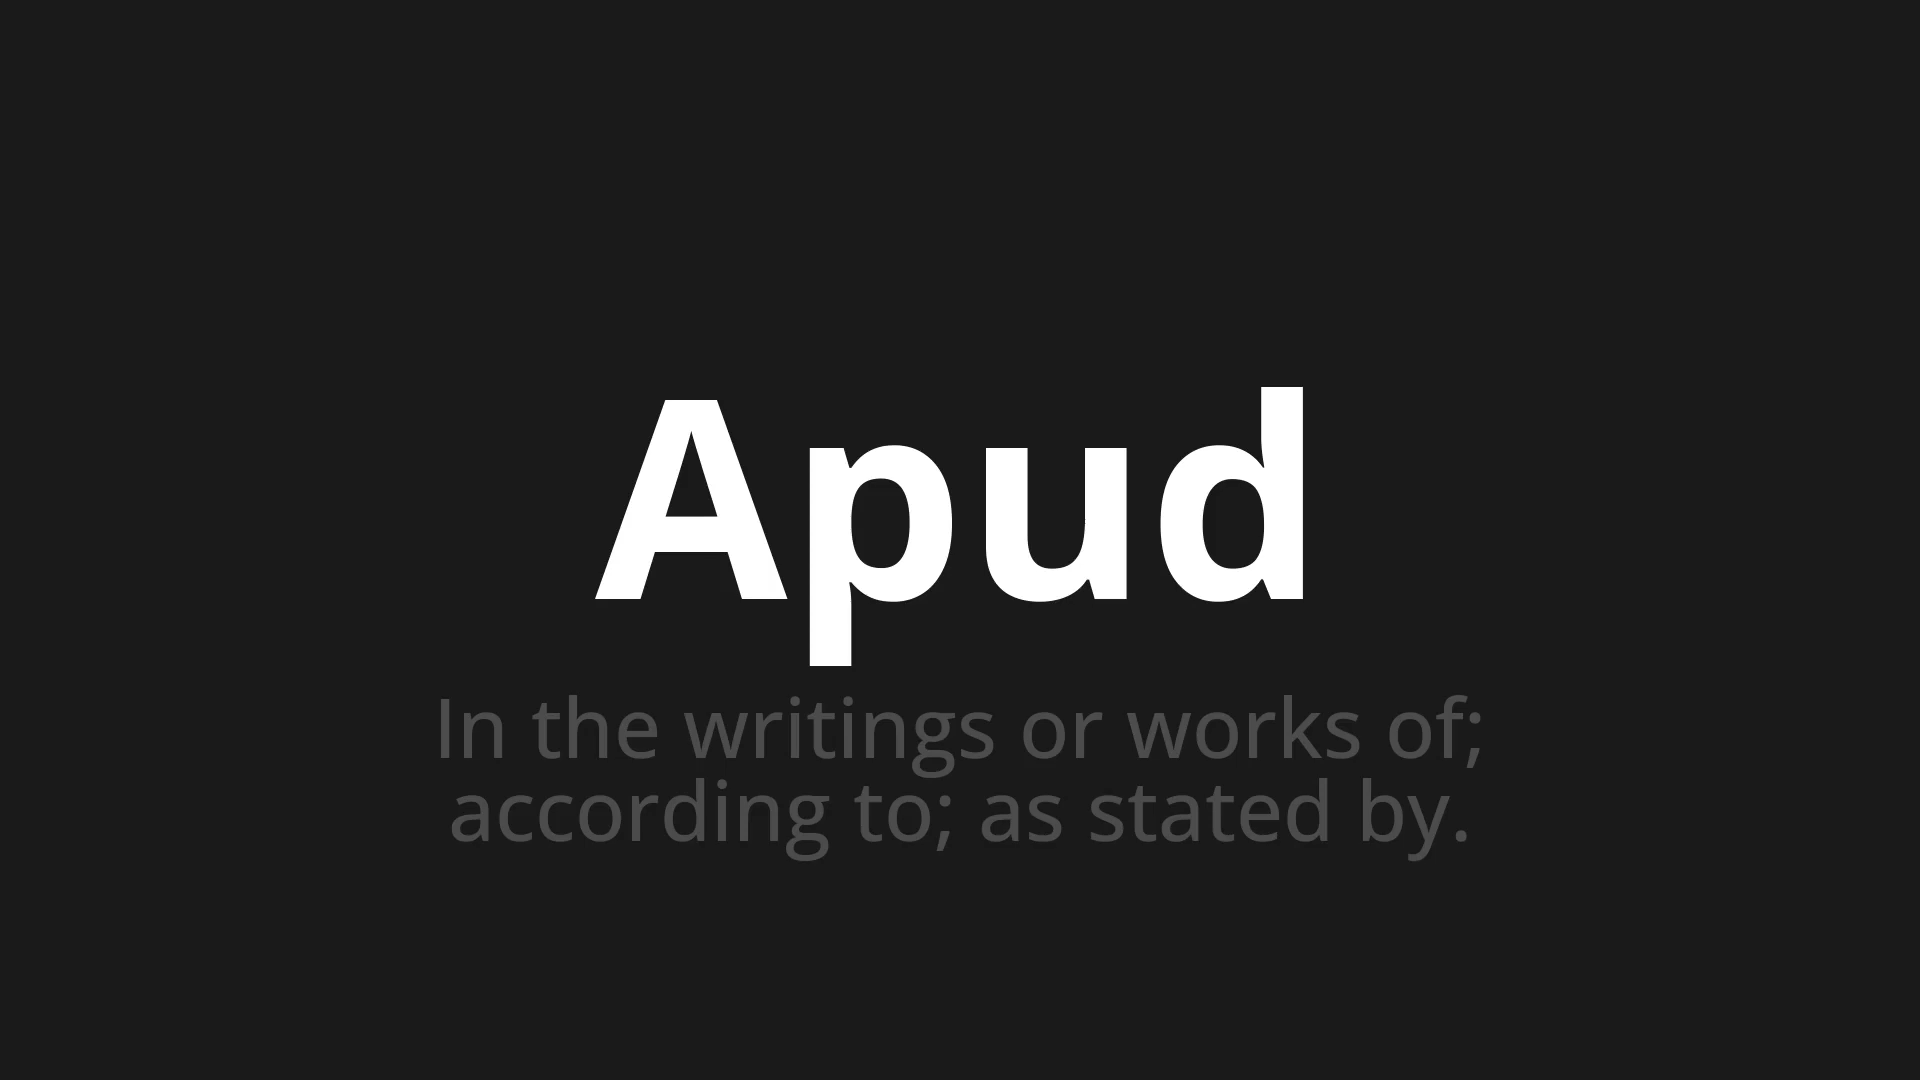 Apud
In the writings or works of;
according to; as stated by.